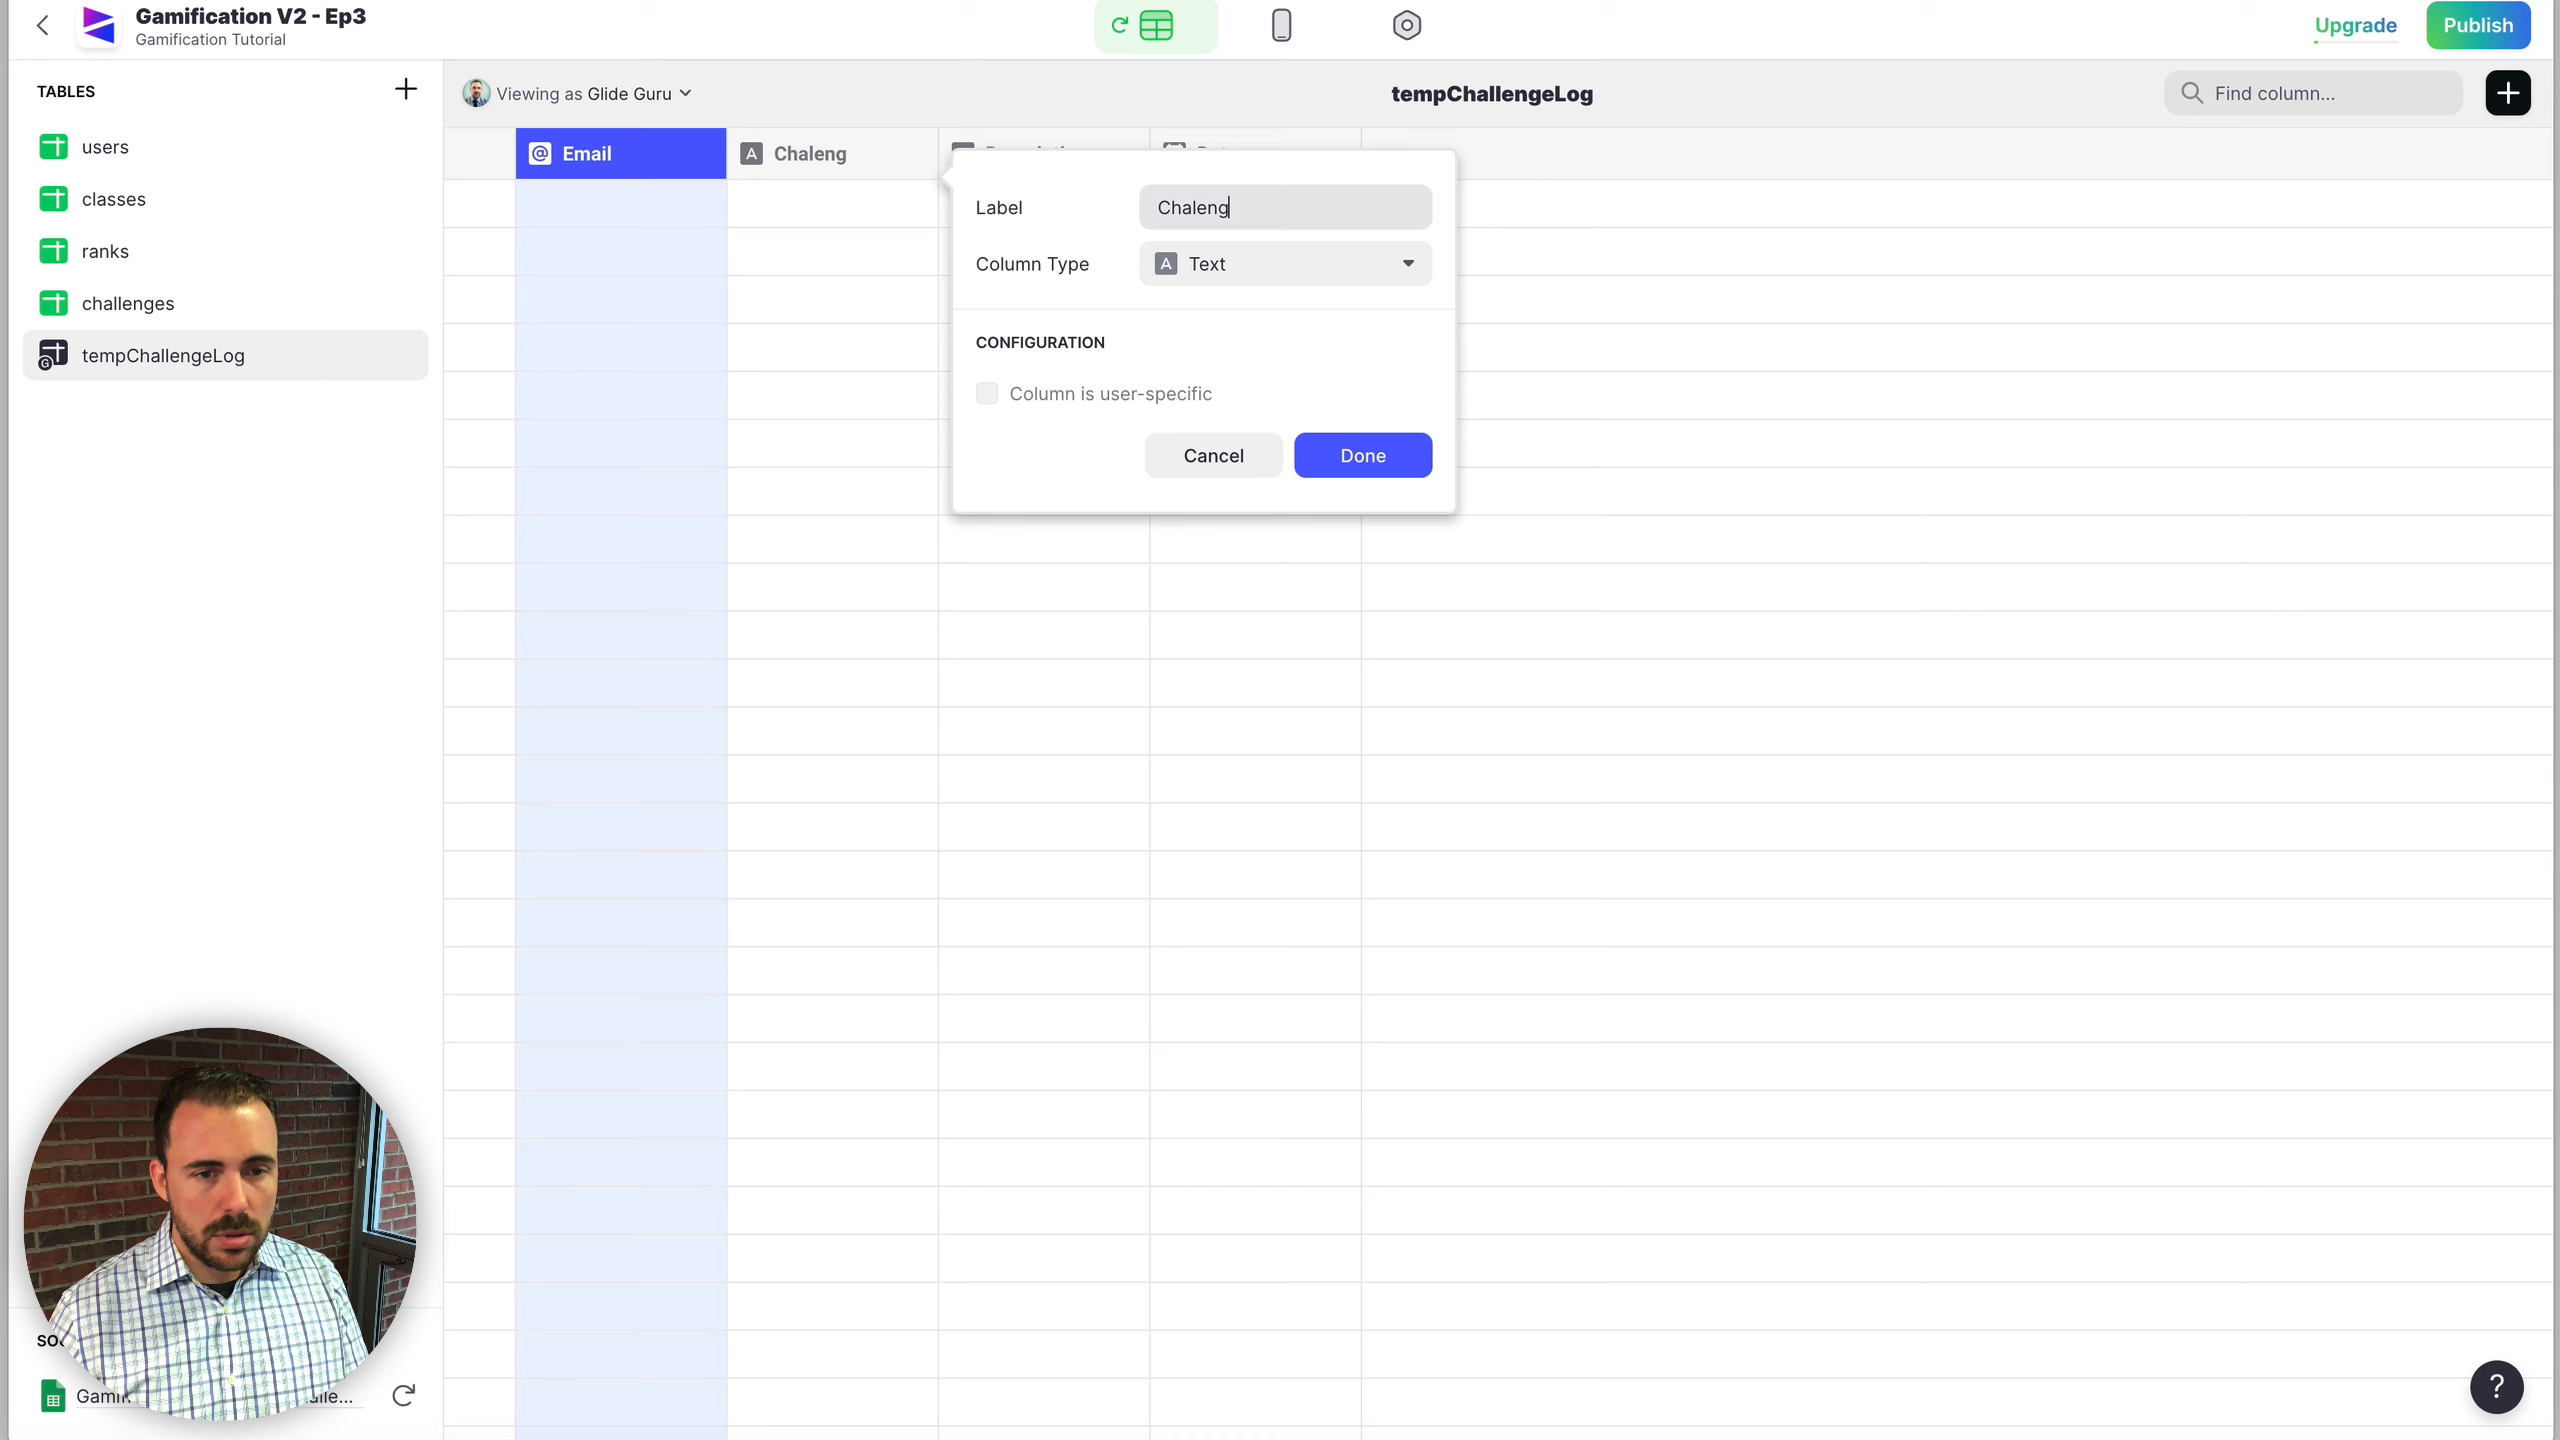 Gamification V2 - Ep3
Gamification Tutorial
Upgrade
Publish
TABLES
Viewing as Glide Guru
tempChallengeLog
Find column...
users
classes
ranks
challenges
tempChallengeLog
Email
Chaleng
Label
Chaleng
Column Type
A Text
CONFIGURATION
Column is user-specific
Cancel
Done
?